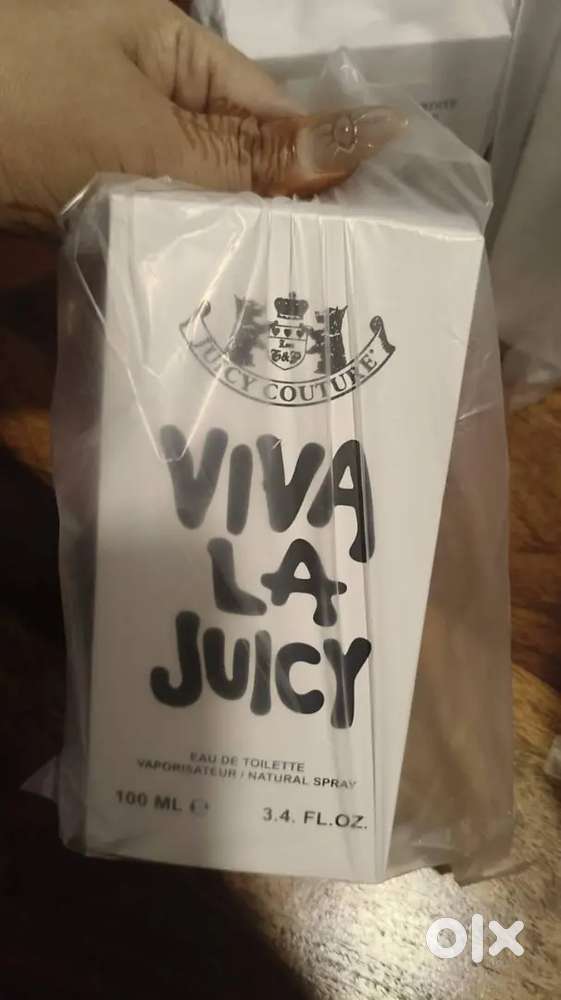 JUICY COUTURE
VIVA
LA
JUICY
EAU DE TOILETTE
VAPORISATEUR / NATURAL SPRAY
100 ML ℮ 3.4. FL.OZ.
olx